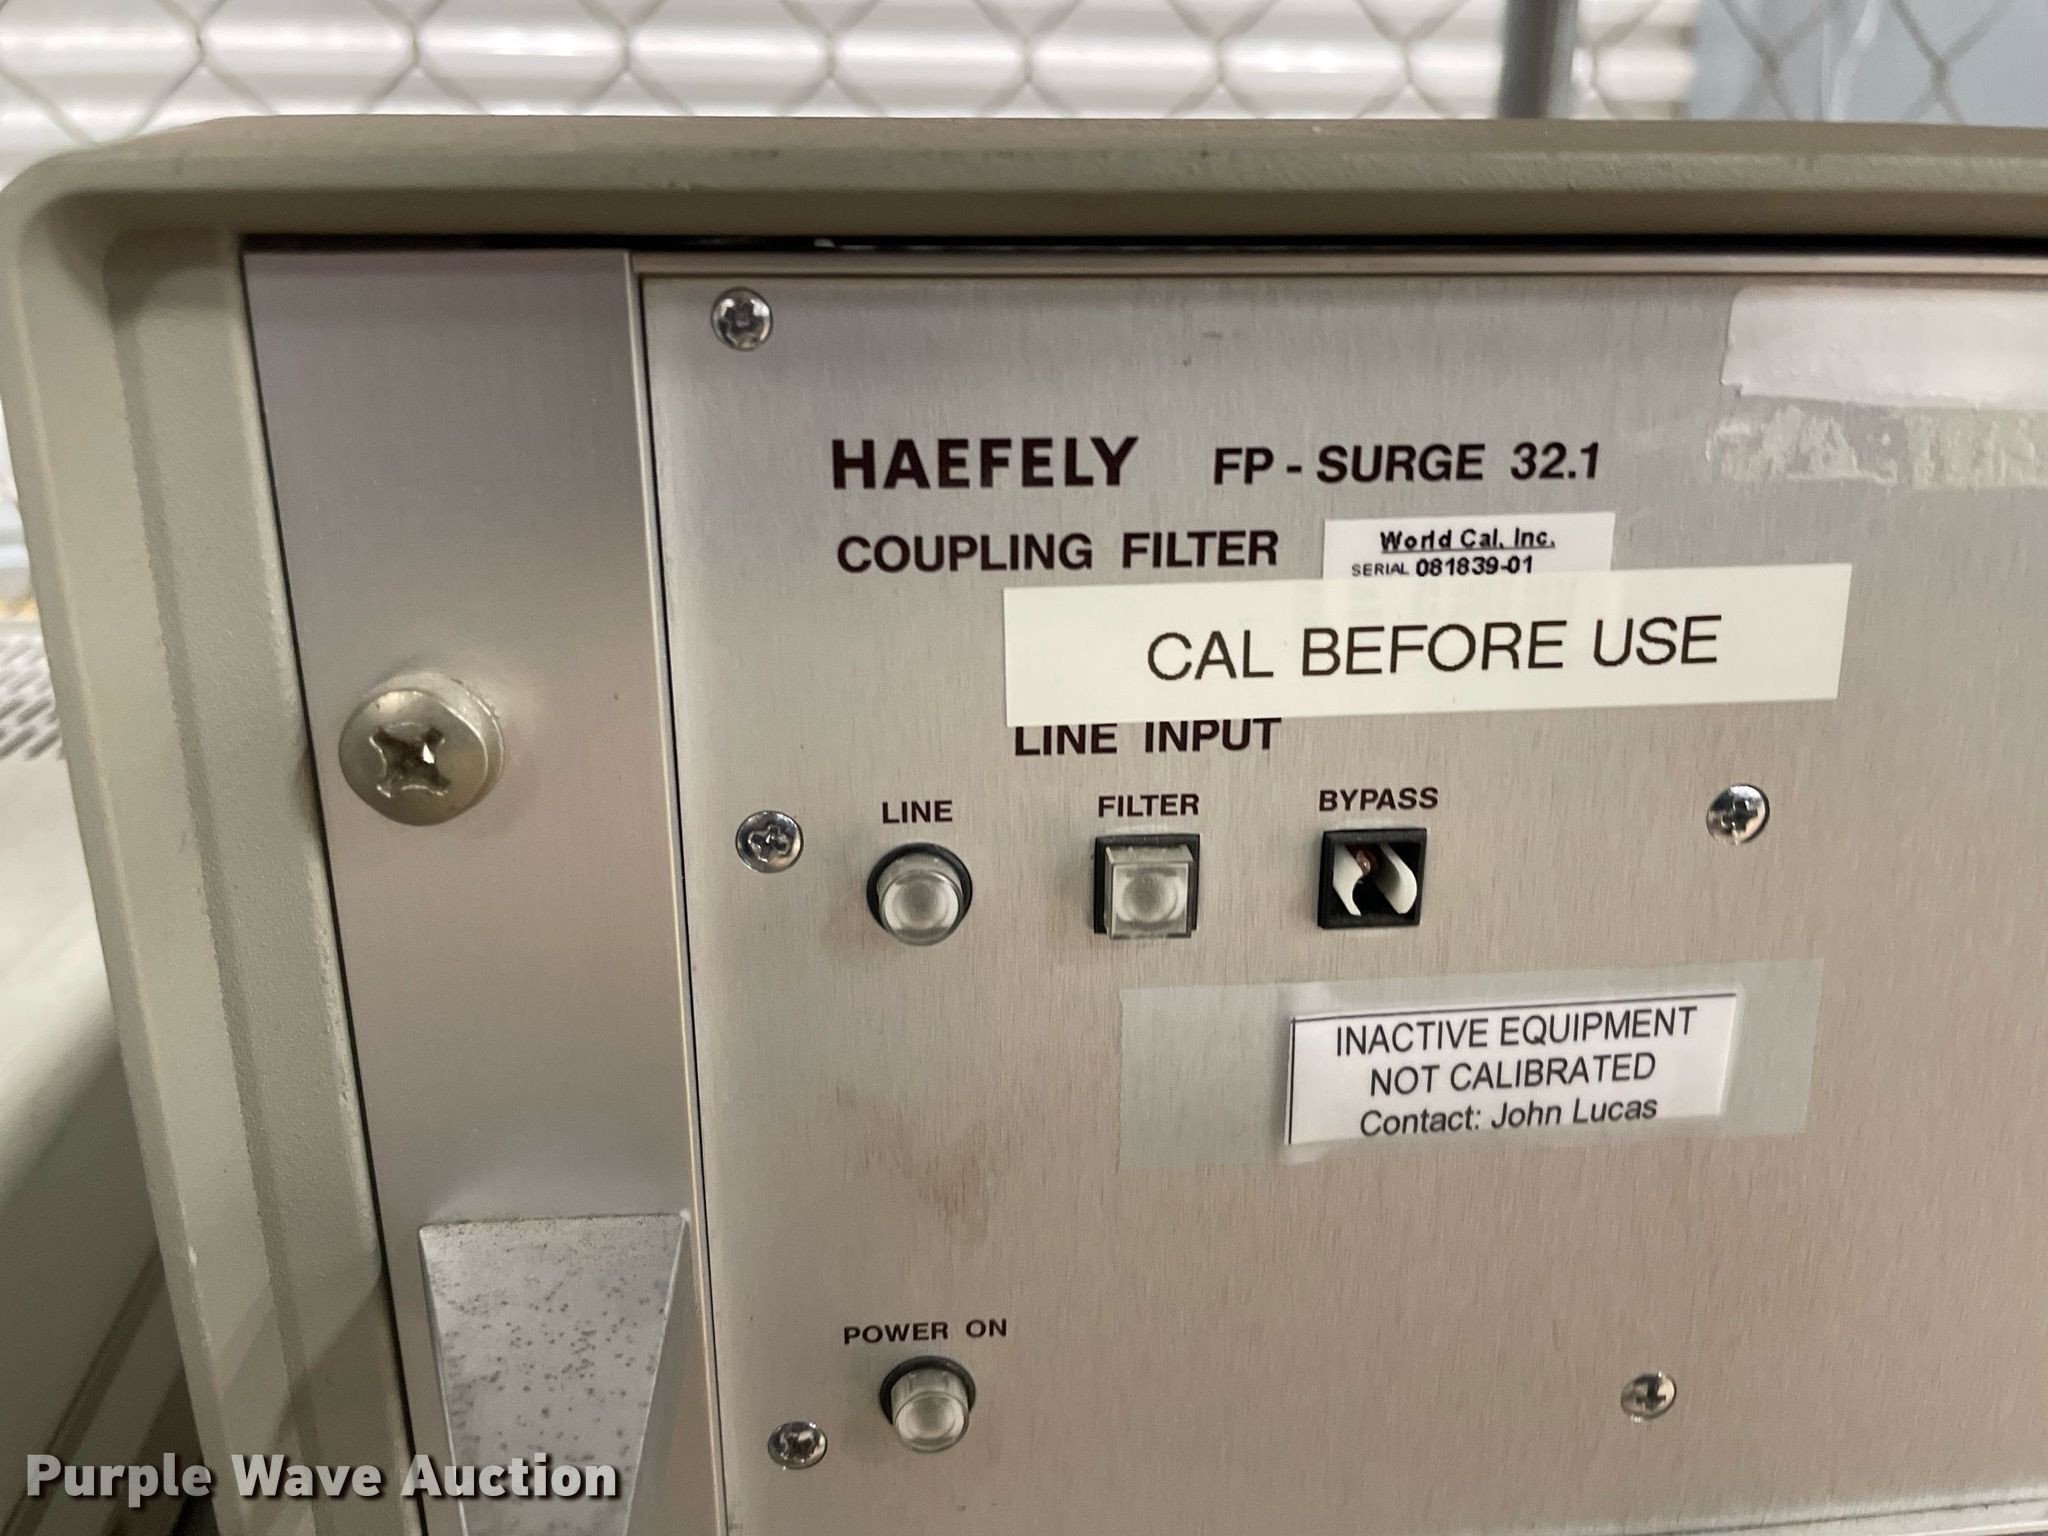 HAEFELY FP - SURGE 32.1
COUPLING FILTER
World Cal, Inc.
SERIAL 081839-01
CAL BEFORE USE
LINE INPUT
LINE FILTER BYPASS
INACTIVE EQUIPMENT
NOT CALIBRATED
Contact: John Lucas
POWER ON
Purple Wave Auction